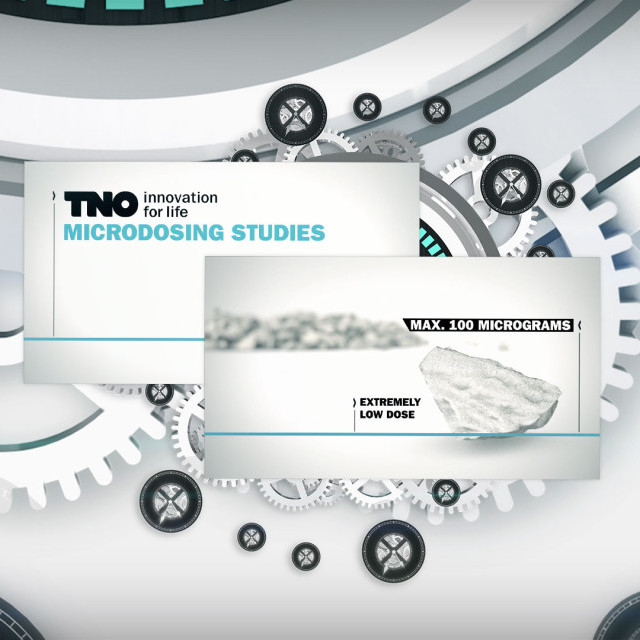 TNO innovation
for life
MICRODOSING STUDIES
MAX. 100 MICROGRAMS
EXTREMELY
LOW DOSE